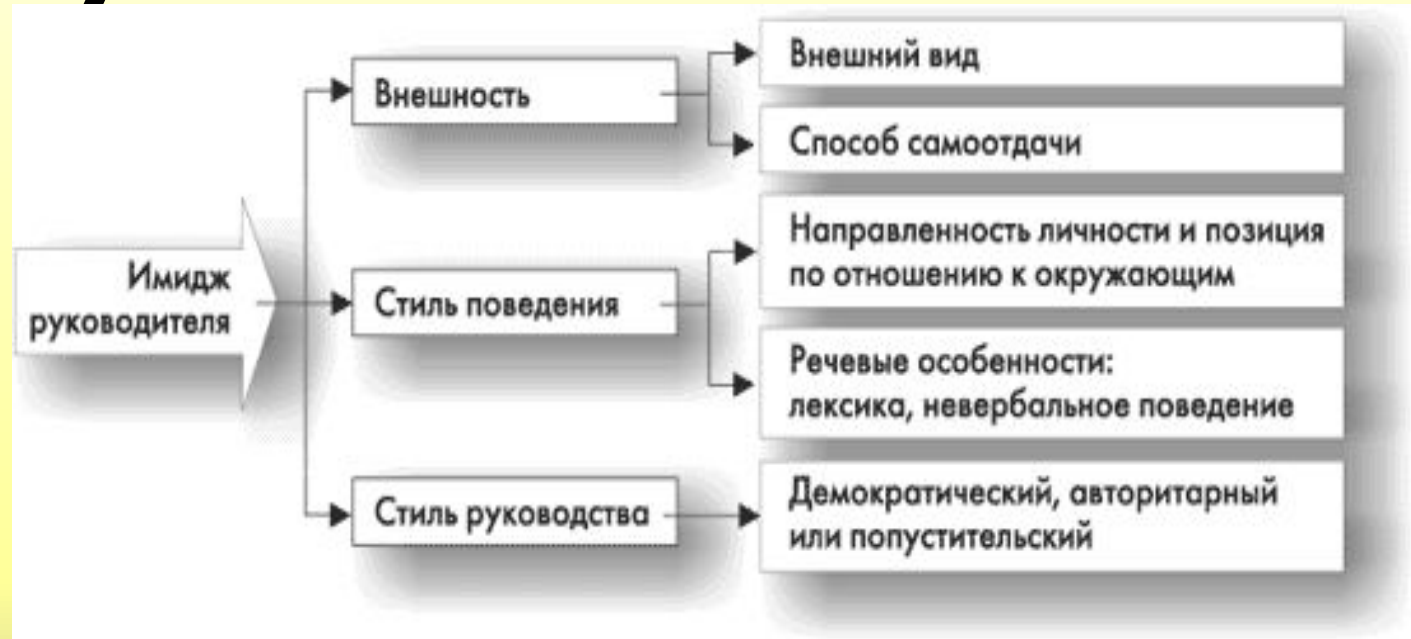 Имидж
руководителя
Внешность
Внешний вид
Способ самоотдачи
Стиль поведения
Направленность личности и позиция
по отношению к окружающим
Речевые особенности:
лексика, невербальное поведение
Стиль руководства
Демократический, авторитарный
или попустительский